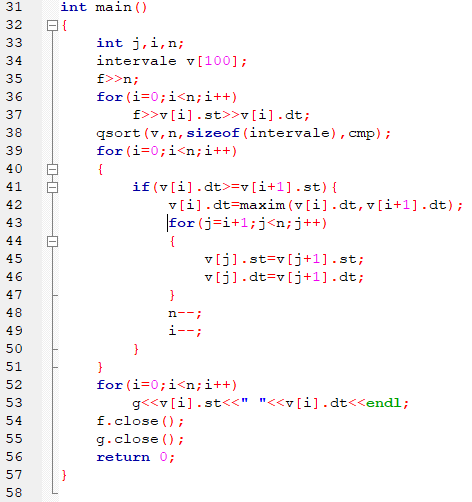 31 int main()
32 {
33 int j,i,n;
34 intervale v[100];
35 f>>n;
36 for(i=0;i<n;i++)
37 f>>v[i].st>>v[i].dt;
38 qsort(v,n,sizeof(intervale),cmp);
39 for(i=0;i<n;i++)
40 {
41 if(v[i].dt>=v[i+1].st){
42 v[i].dt=maxim(v[i].dt,v[i+1].dt);
43 for(j=i+1;j<n;j++)
44 {
45 v[j].st=v[j+1].st;
46 v[j].dt=v[j+1].dt;
47 }
48 n--;
49 i--;
50 }
51 }
52 for(i=0;i<n;i++)
53 g<<v[i].st<<" "<<v[i].dt<<endl;
54 f.close();
55 g.close();
56 return 0;
57 }
58